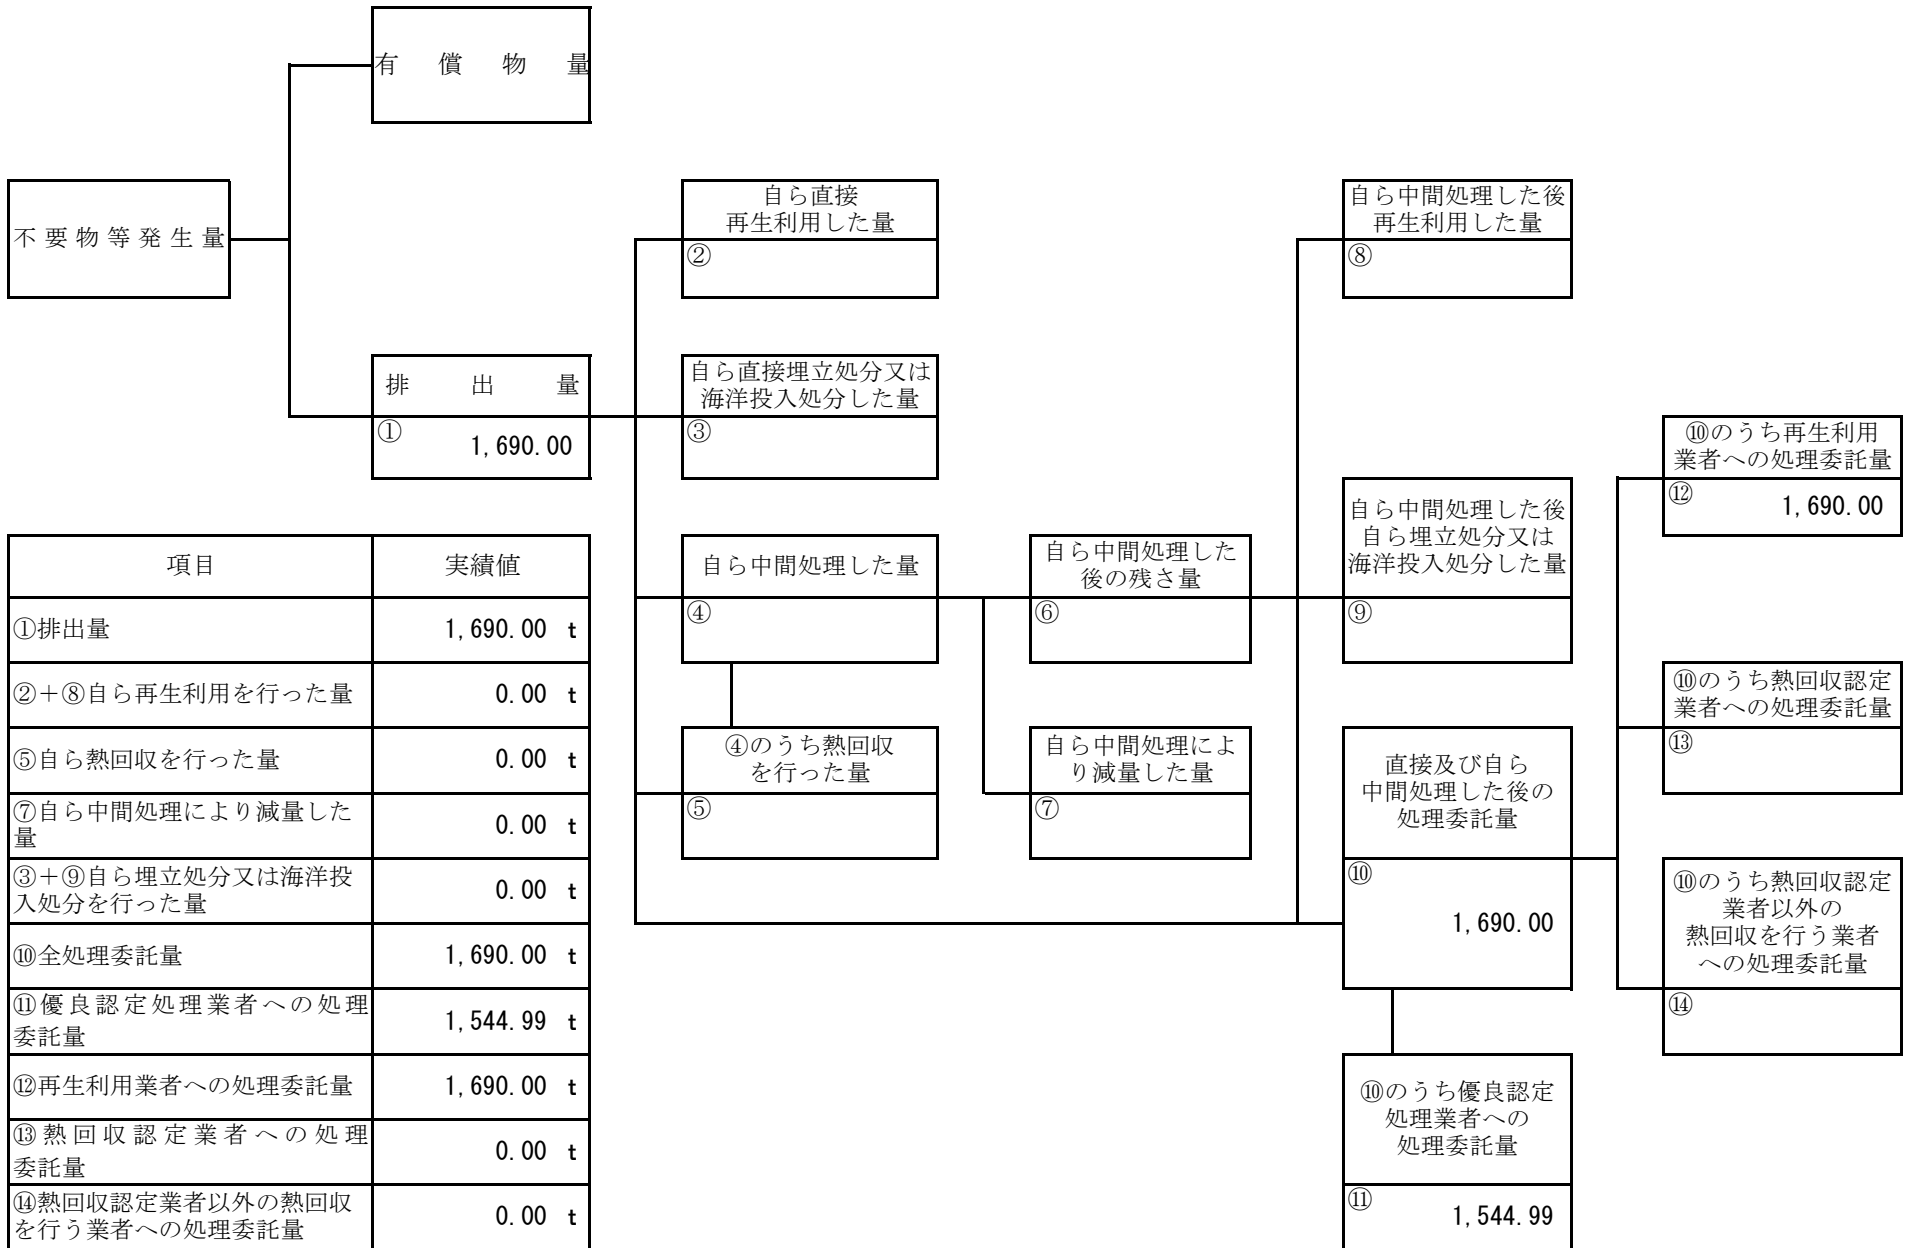 有償物量
不要物等発生量
排出量
① 1,690.00
自ら直接
再生利用した量
②
自ら直接埋立処分又は
海洋投入処分した量
③
自ら中間処理した量
④
④のうち熱回収
を行った量
⑤
自ら中間処理した
後の残さ量
⑥
自ら中間処理によ
り減量した量
⑦
自ら中間処理した後
再生利用した量
⑧
自ら中間処理した後
自ら埋立処分又は
海洋投入処分した量
⑨
直接及び自ら
中間処理した後の
処理委託量
⑩
1,690.00
⑩のうち優良認定
処理業者への
処理委託量
⑪ 1,544.99
⑩のうち再生利用
業者への処理委託量
⑫ 1,690.00
⑩のうち熱回収認定
業者への処理委託量
⑬
⑩のうち熱回収認定
業者以外の
熱回収を行う業者
への処理委託量
⑭
項目 実績値
①排出量 1,690.00 t
②+⑧自ら再生利用を行った量 0.00 t
⑤自ら熱回収を行った量 0.00 t
⑦自ら中間処理により減量した
量 0.00 t
③+⑨自ら埋立処分又は海洋投
入処分を行った量 0.00 t
⑩全処理委託量 1,690.00 t
⑪優良認定処理業者への処理
委託量 1,544.99 t
⑫再生利用業者への処理委託量 1,690.00 t
⑬熱回収認定業者への処理
委託量 0.00 t
⑭熱回収認定業者以外の熱回収
を行う業者への処理委託量 0.00 t